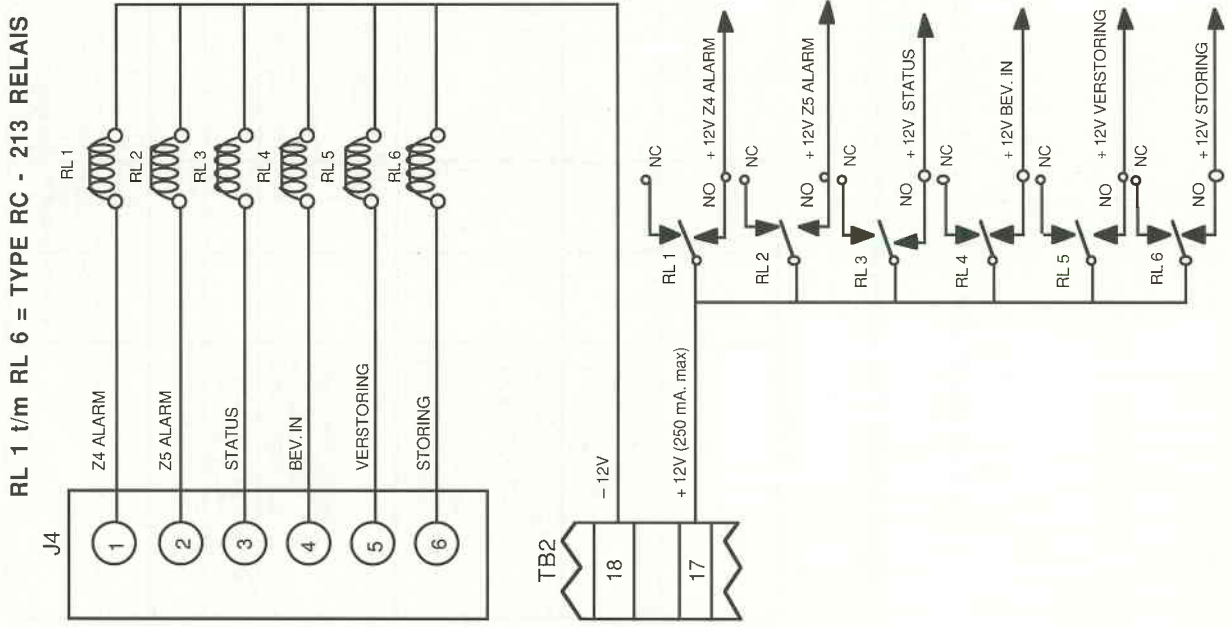 RL 1 t/m RL 6 = TYPE RC - 213 RELAIS
J4
1
Z4 ALARM
RL 1
2
Z5 ALARM
RL 2
3
STATUS
RL 3
4
BEV. IN
RL 4
5
VERSTORING
RL 5
6
STORING
RL 6
TB2
18
– 12V
17
+ 12V (250 mA. max)
RL 1
NC
NO
+ 12V Z4 ALARM
RL 2
NC
NO
+ 12V Z5 ALARM
RL 3
NC
NO
+ 12V STATUS
RL 4
NC
NO
+ 12V BEV. IN
RL 5
NC
NO
+ 12V VERSTORING
RL 6
NC
NO
+ 12V STORING